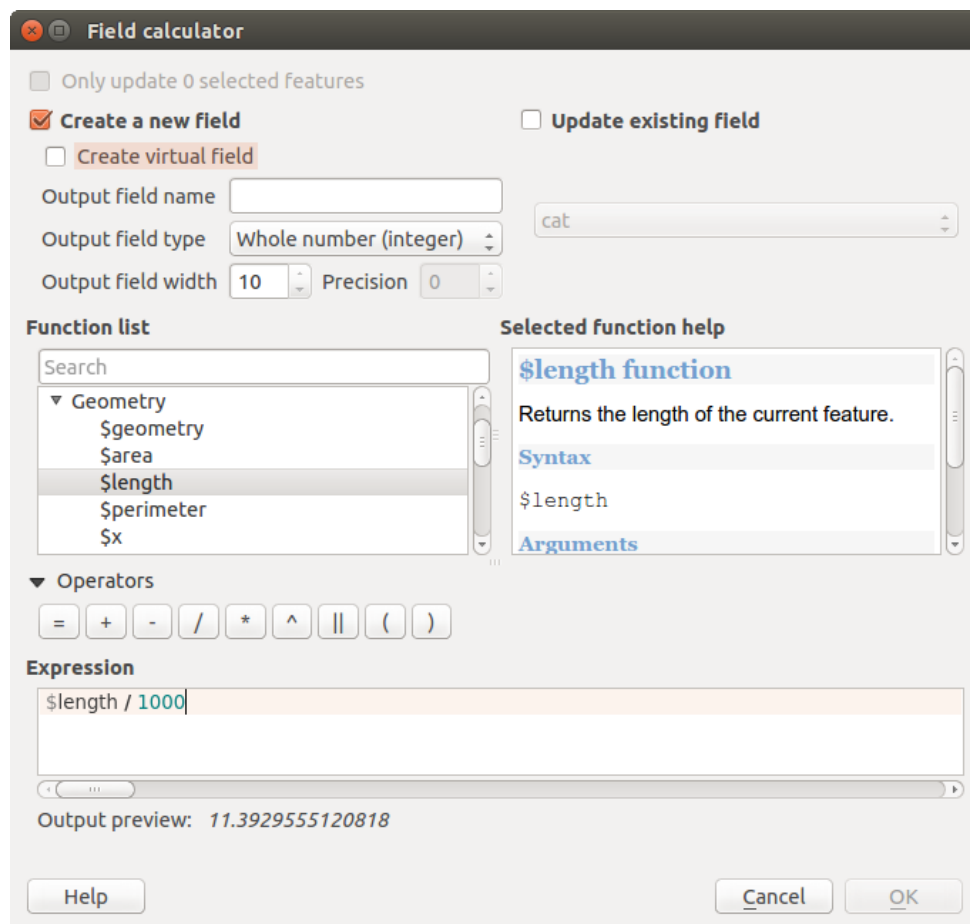 Field calculator
Only update 0 selected features
Create a new field
Update existing field
Create virtual field
Output field name
cat
Output field type Whole number (integer)
Output field width 10 Precision 0
Function list
Selected function help
Search
Geometry
$geometry
$area
$length
$perimeter
$x
$length function
Returns the length of the current feature.
Syntax
$length
Arguments
Operators
= + - / * ^ || ( )
Expression
$length / 1000
Output preview: 11.3929555120818
Help Cancel OK